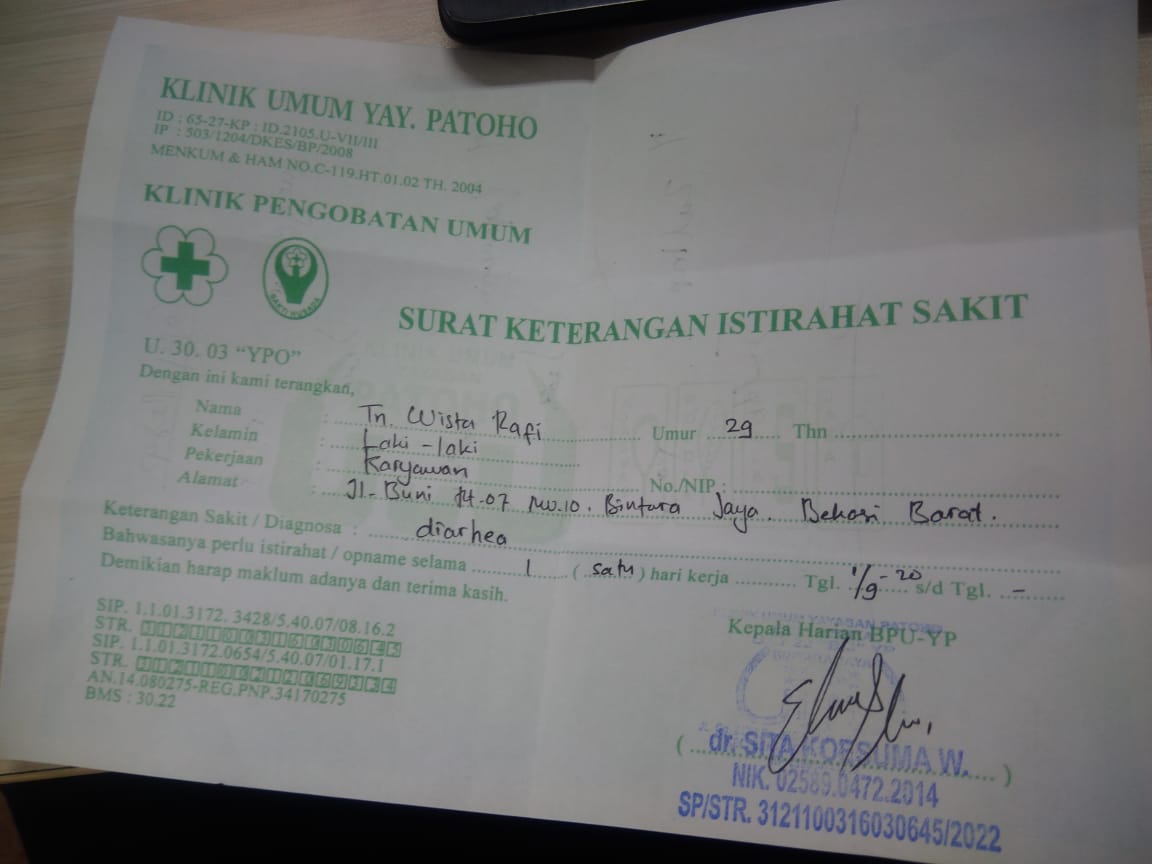 KLINIK UMUM YAY. PATOHO
ID : 65-27-KP : ID.2105.U-VII/III
IP : 503/1204/DKES/BP/2008
MENKUM & HAM NO.C-119.HT.01.02 TH. 2004
KLINIK PENGOBATAN UMUM
BAKTI HUSADA
SURAT KETERANGAN ISTIRAHAT SAKIT
U. 30. 03 “YPO”
Dengan ini kami terangkan,
Nama : Tn. Wista Rafi Umur 29 Thn
Kelamin : Laki-laki
Pekerjaan : Karyawan No./NIP :
Alamat : Jl. Buni Rt.07 Rw.10. Bintara Jaya. Bekasi Barat.
Keterangan Sakit / Diagnosa : diarhea
Bahwasanya perlu istirahat / opname selama 1 (satu) hari kerja Tgl. 1/9-20 s/d Tgl. -
Demikian harap maklum adanya dan terima kasih.
SIP. 1.1.01.3172. 3428/5.40.07/08.16.2
STR. 3121100316030645
SIP. 1.1.01.3172.0654/5.40.07/01.17.1
STR.
AN.14.080275-REG.PNP.34170275
BMS : 30.22
Kepala Harian BPU-YP
(dr. SITA KORSUMA W.)
NIK. 02589.0472.2014
SP/STR. 3121100316030645/2022